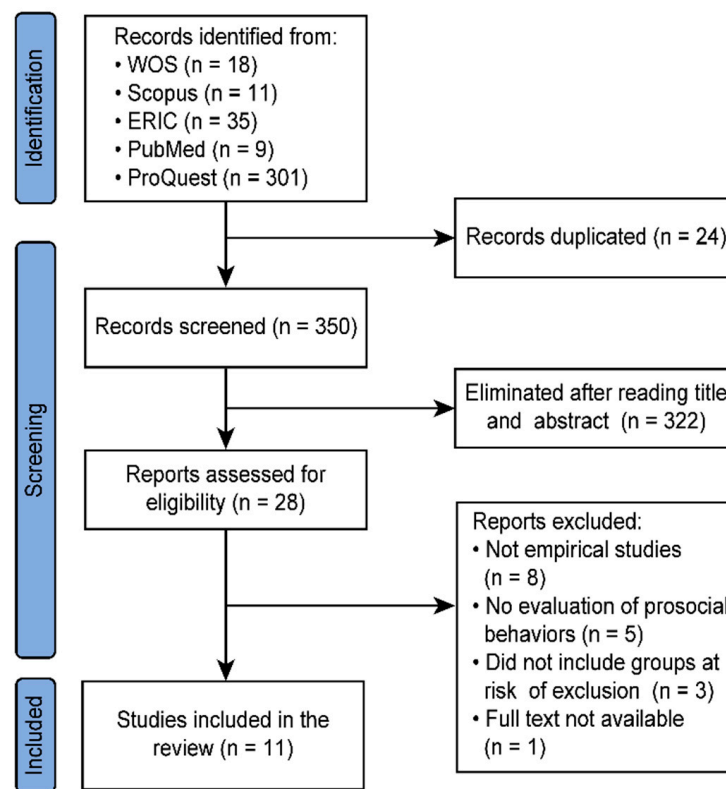 Identification
Records identified from:
• WOS (n = 18)
• Scopus (n = 11)
• ERIC (n = 35)
• PubMed (n = 9)
• ProQuest (n = 301)
Records duplicated (n = 24)
Screening
Records screened (n = 350)
Eliminated after reading title
and abstract (n = 322)
Reports assessed for
eligibility (n = 28)
Reports excluded:
• Not empirical studies
(n = 8)
• No evaluation of prosocial
behaviors (n = 5)
• Did not include groups at
risk of exclusion (n = 3)
• Full text not available
(n = 1)
Included
Studies included in the
review (n = 11)